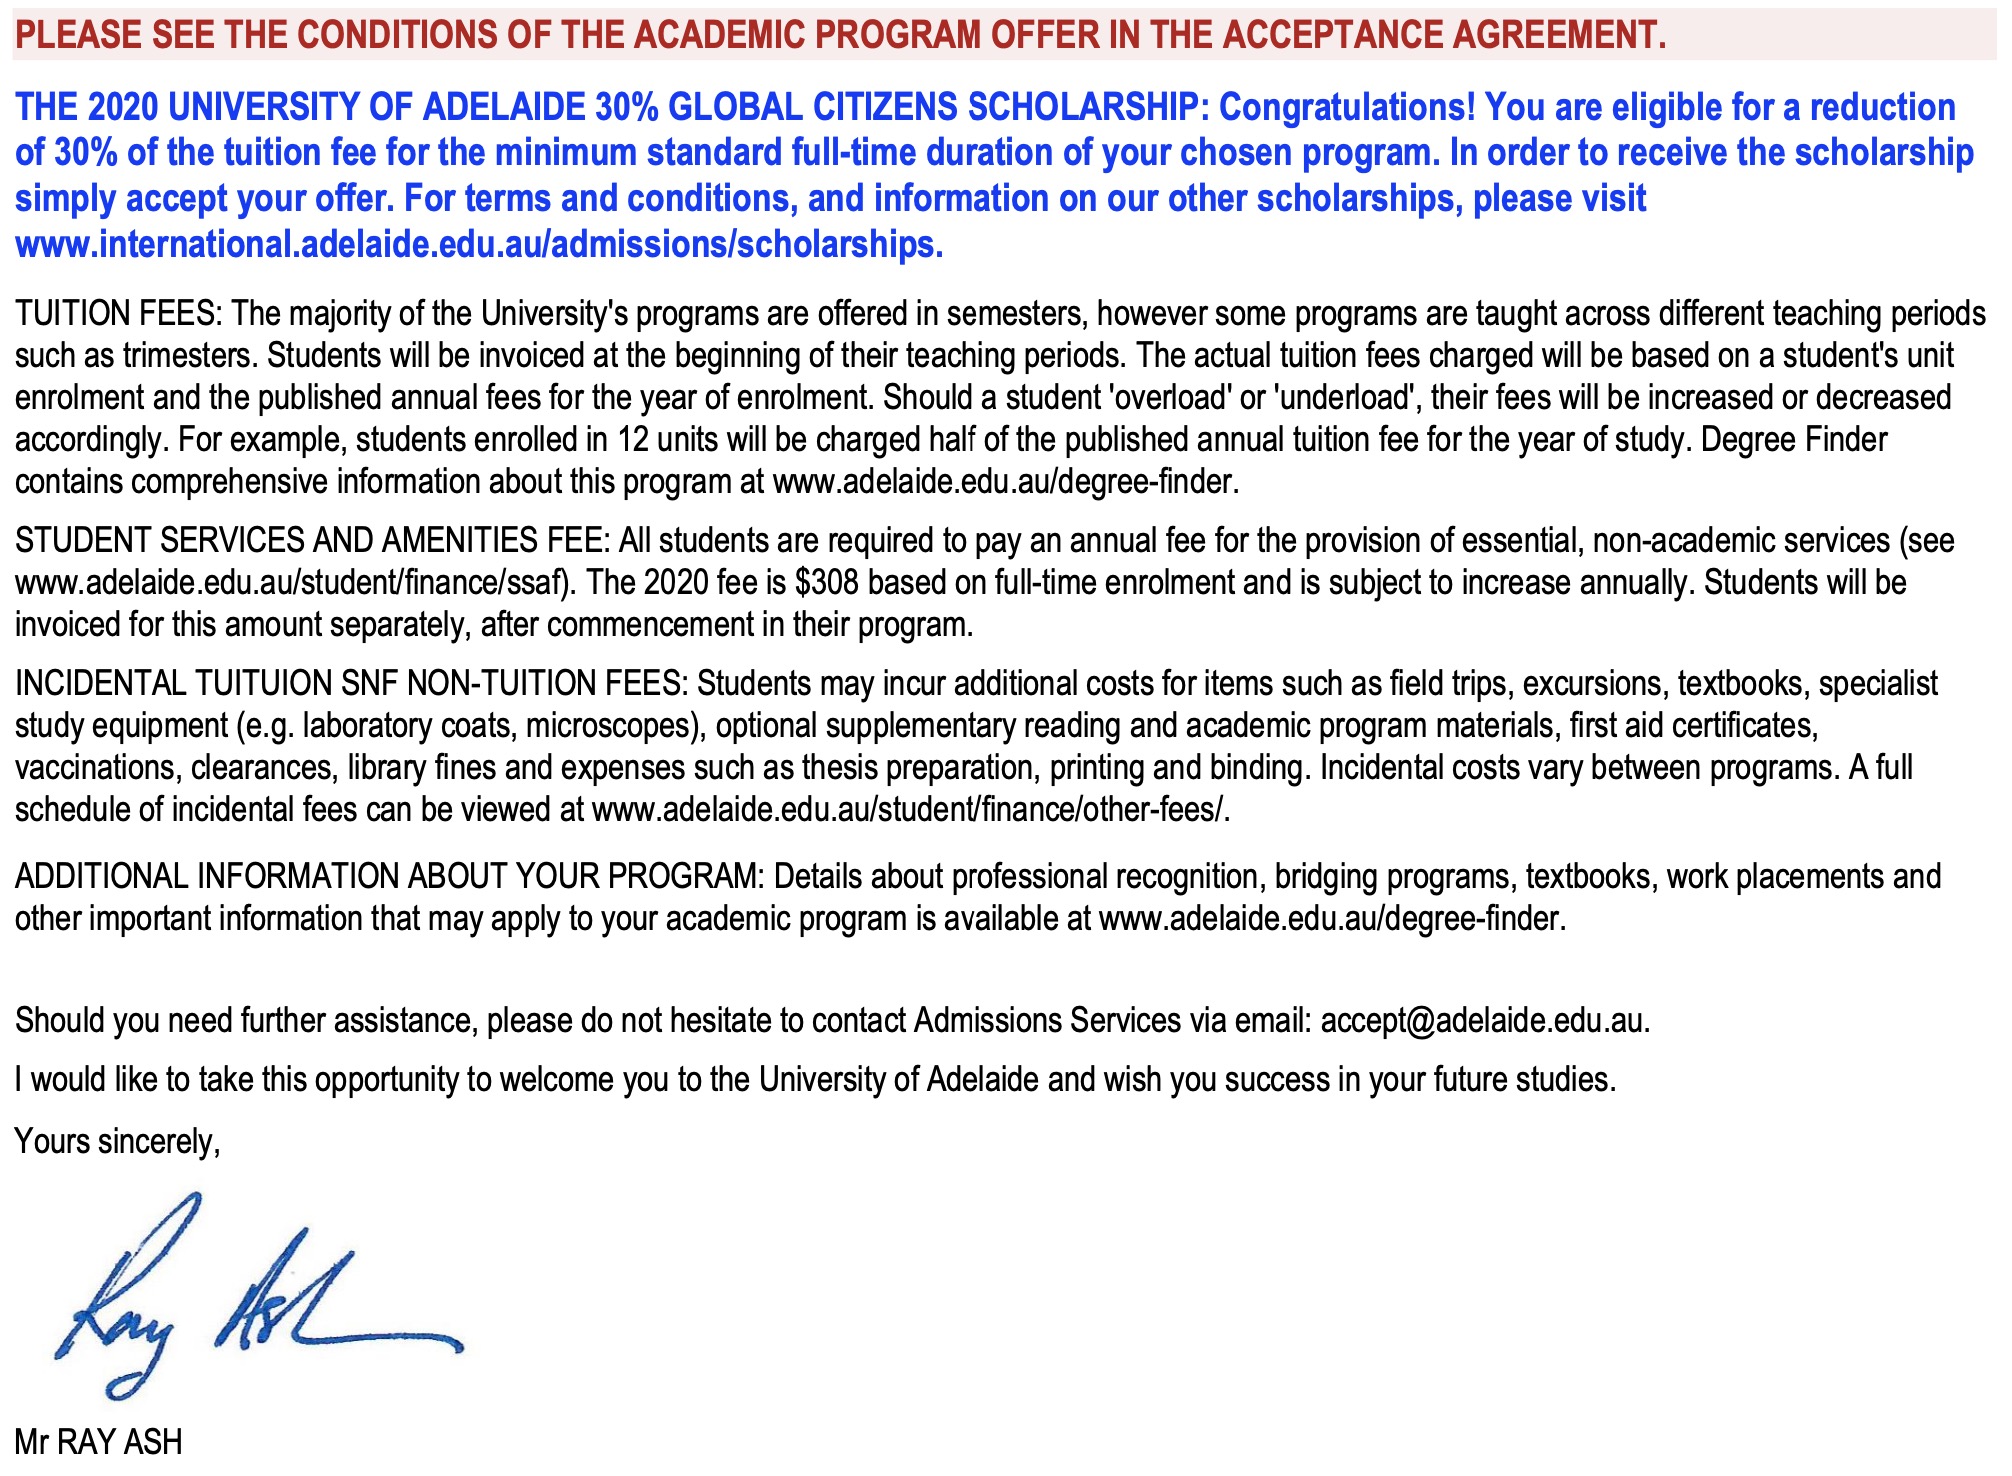 PLEASE SEE THE CONDITIONS OF THE ACADEMIC PROGRAM OFFER IN THE ACCEPTANCE AGREEMENT.
THE 2020 UNIVERSITY OF ADELAIDE 30% GLOBAL CITIZENS SCHOLARSHIP: Congratulations! You are eligible for a reduction
of 30% of the tuition fee for the minimum standard full-time duration of your chosen program. In order to receive the scholarship
simply accept your offer. For terms and conditions, and information on our other scholarships, please visit
www.international.adelaide.edu.au/admissions/scholarships.
TUITION FEES: The majority of the University's programs are offered in semesters, however some programs are taught across different teaching periods
such as trimesters. Students will be invoiced at the beginning of their teaching periods. The actual tuition fees charged will be based on a student's unit
enrolment and the published annual fees for the year of enrolment. Should a student 'overload' or 'underload', their fees will be increased or decreased
accordingly. For example, students enrolled in 12 units will be charged half of the published annual tuition fee for the year of study. Degree Finder
contains comprehensive information about this program at www.adelaide.edu.au/degree-finder.
STUDENT SERVICES AND AMENITIES FEE: All students are required to pay an annual fee for the provision of essential, non-academic services (see
www.adelaide.edu.au/student/finance/ssaf). The 2020 fee is $308 based on full-time enrolment and is subject to increase annually. Students will be
invoiced for this amount separately, after commencement in their program.
INCIDENTAL TUITUION SNF NON-TUITION FEES: Students may incur additional costs for items such as field trips, excursions, textbooks, specialist
study equipment (e.g. laboratory coats, microscopes), optional supplementary reading and academic program materials, first aid certificates,
vaccinations, clearances, library fines and expenses such as thesis preparation, printing and binding. Incidental costs vary between programs. A full
schedule of incidental fees can be viewed at www.adelaide.edu.au/student/finance/other-fees/.
ADDITIONAL INFORMATION ABOUT YOUR PROGRAM: Details about professional recognition, bridging programs, textbooks, work placements and
other important information that may apply to your academic program is available at www.adelaide.edu.au/degree-finder.
Should you need further assistance, please do not hesitate to contact Admissions Services via email: accept@adelaide.edu.au.
I would like to take this opportunity to welcome you to the University of Adelaide and wish you success in your future studies.
Yours sincerely,
Ray Ash
Mr RAY ASH